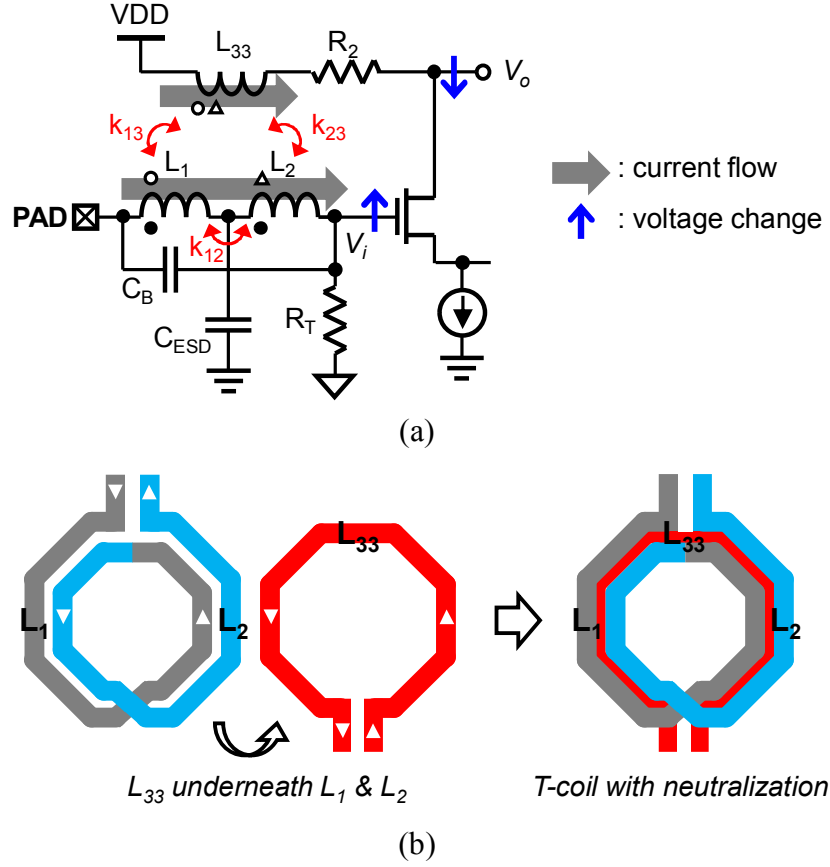 VDD
L33
R2
Vo
k13
k23
L1
L2
: current flow
PAD
: voltage change
k12
Vi
CB
RT
CESD
(a)
L33
L33
L1
L2
L1
L2
L33 underneath L1 & L2
T-coil with neutralization
(b)